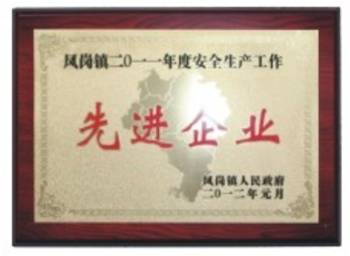 凤岗镇二〇一一年度安全生产工作
先进企业
凤岗镇人民政府
二〇一二年元月